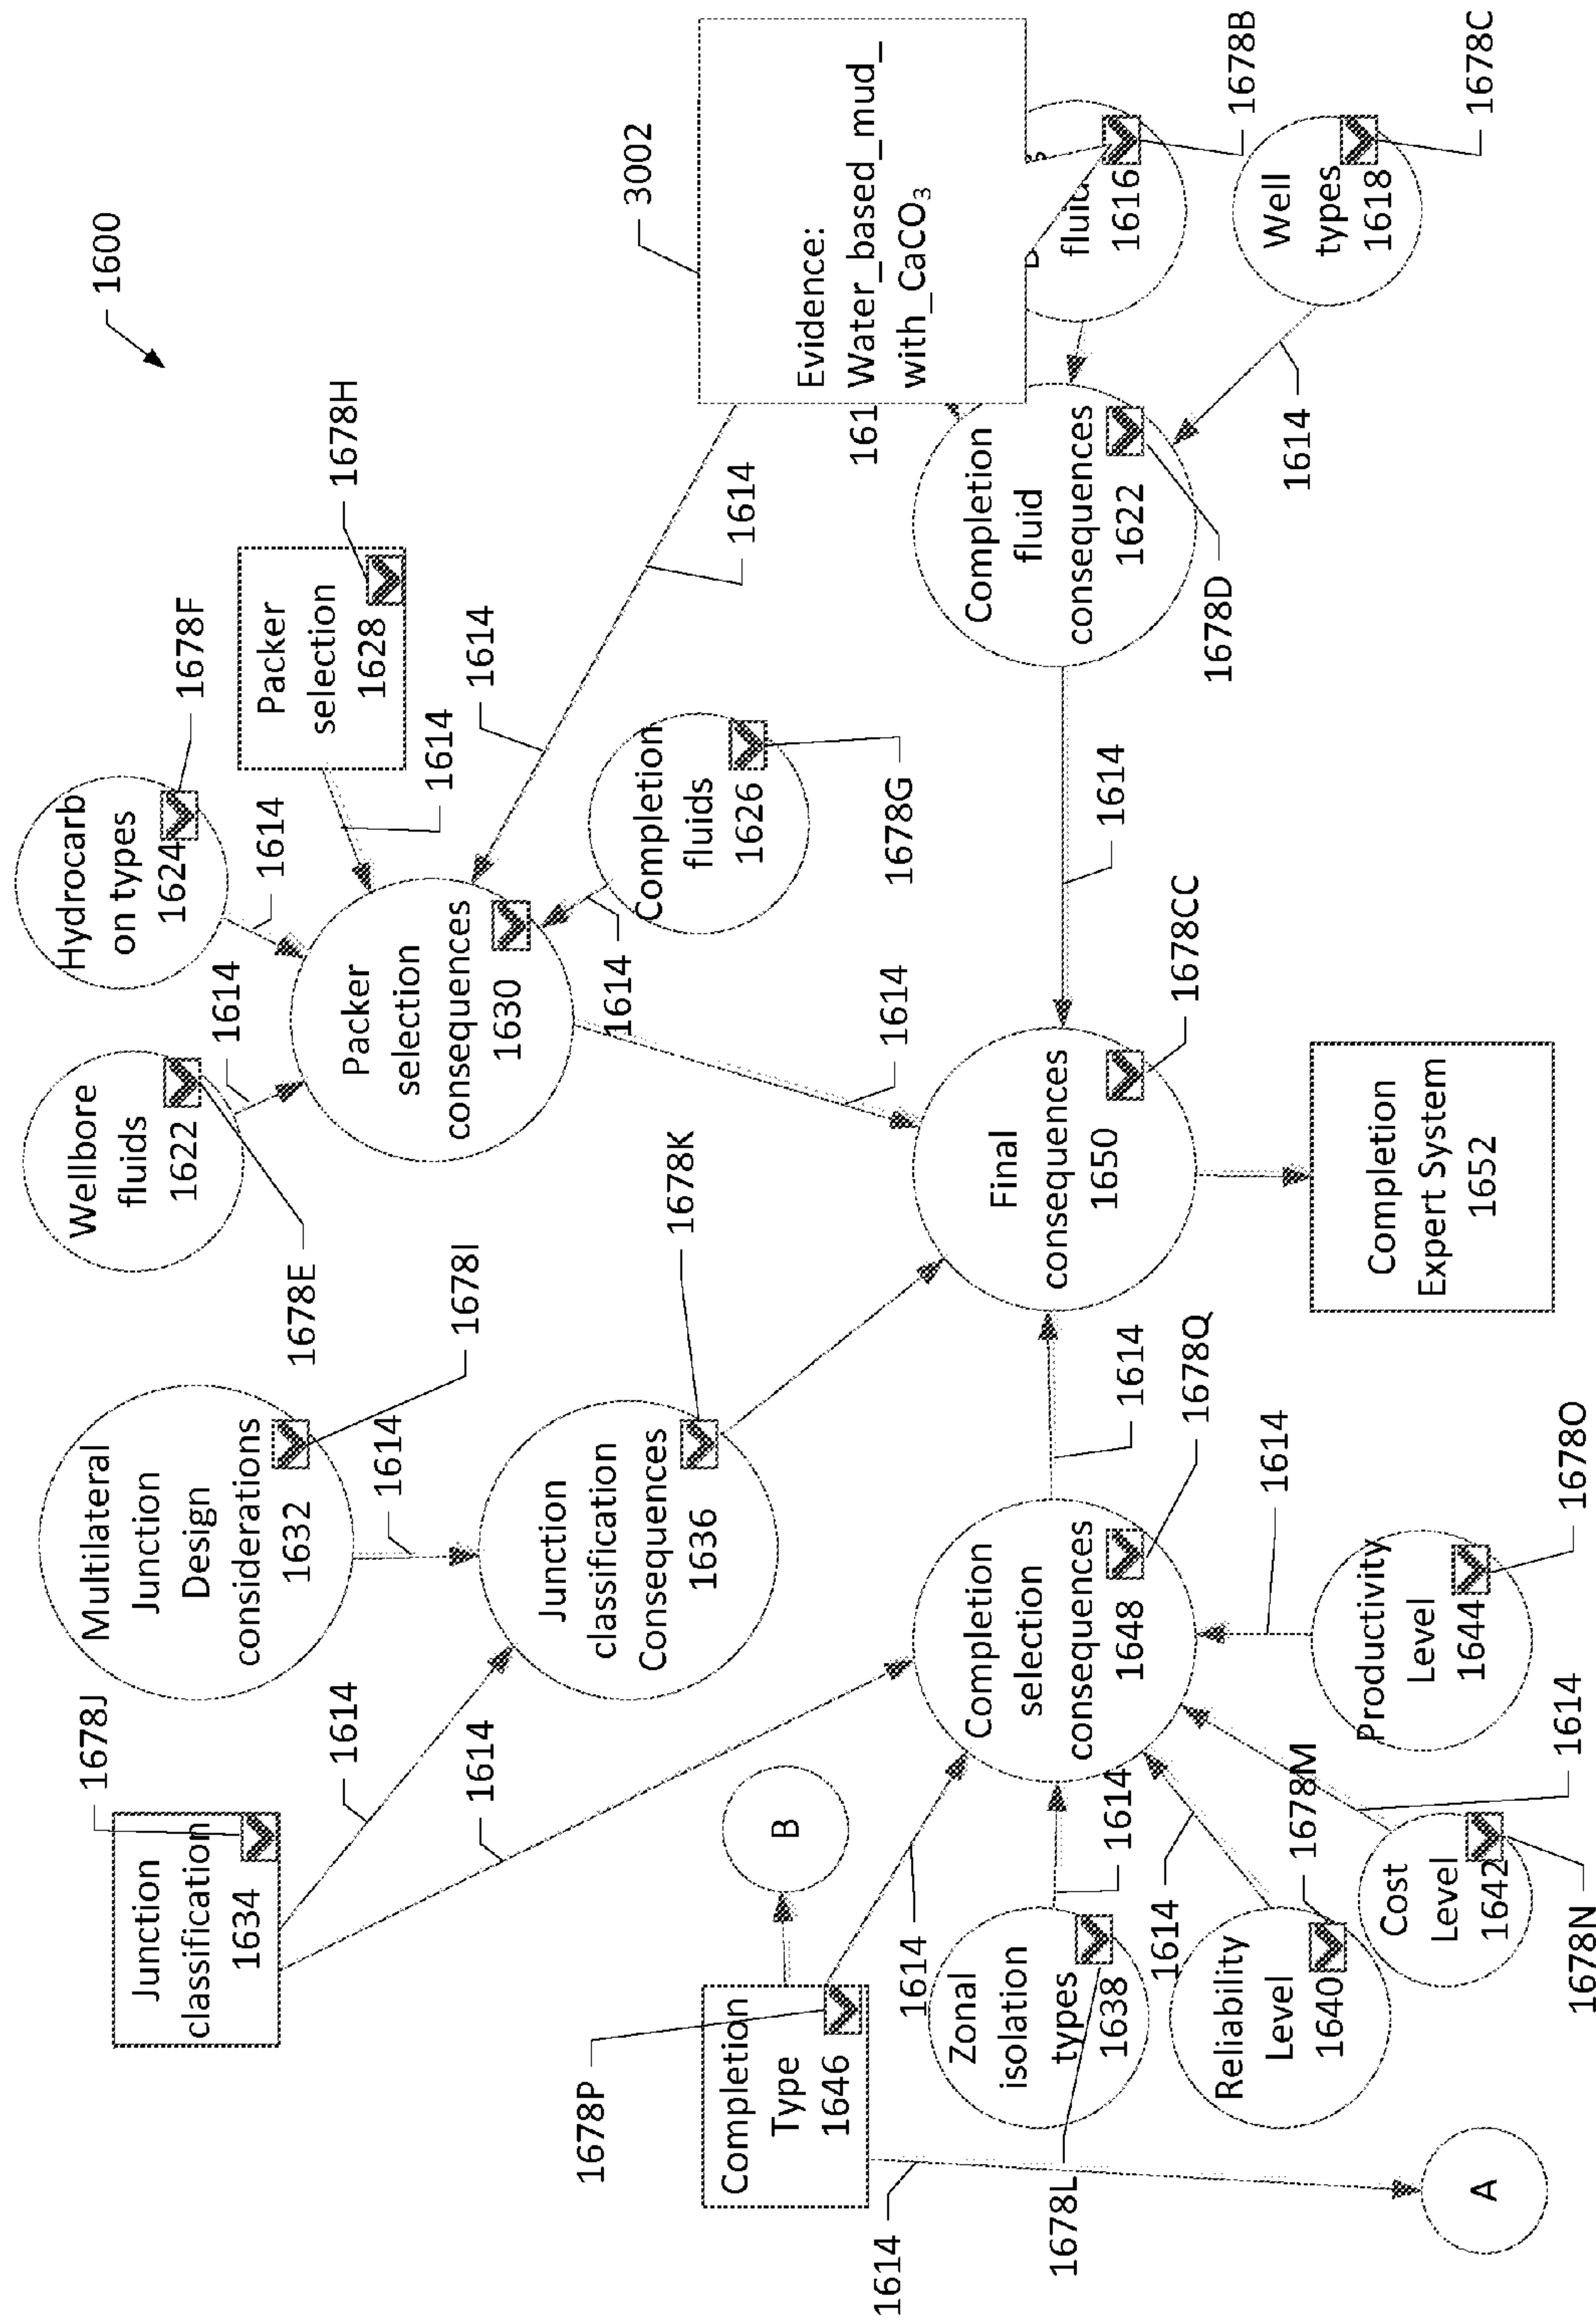 1600
3002
Evidence:
Water_based_mud_
with_CaCO₃
fluid
1616
1678B
Well
types
1618
1678C
161
1614
Completion
fluid
consequences
1622
1678D
1614
1614
1614
Packer
selection
1628
1678H
1614
Hydrocarb
on types
1624
1678F
1614
Wellbore
fluids
1622
1678E
1614
Packer
selection
consequences
1630
Completion
fluids
1626
1678G
1614
1614
1614
Final
consequences
1650
1678CC
Completion
Expert System
1652
Multilateral
Junction
Design
considerations
1632
1678I
1614
Junction
classification
1634
1678J
1614
1614
Junction
classification
Consequences
1636
1678K
Completion
selection
consequences
1648
1678Q
1614
B
Completion
Type
1646
1678P
1614
1614
A
Zonal
isolation
types
1638
1678L
1614
Reliability
Level
1640
1678M
1614
Cost
Level
1642
1678N
1614
Productivity
Level
1644
1678O
1614